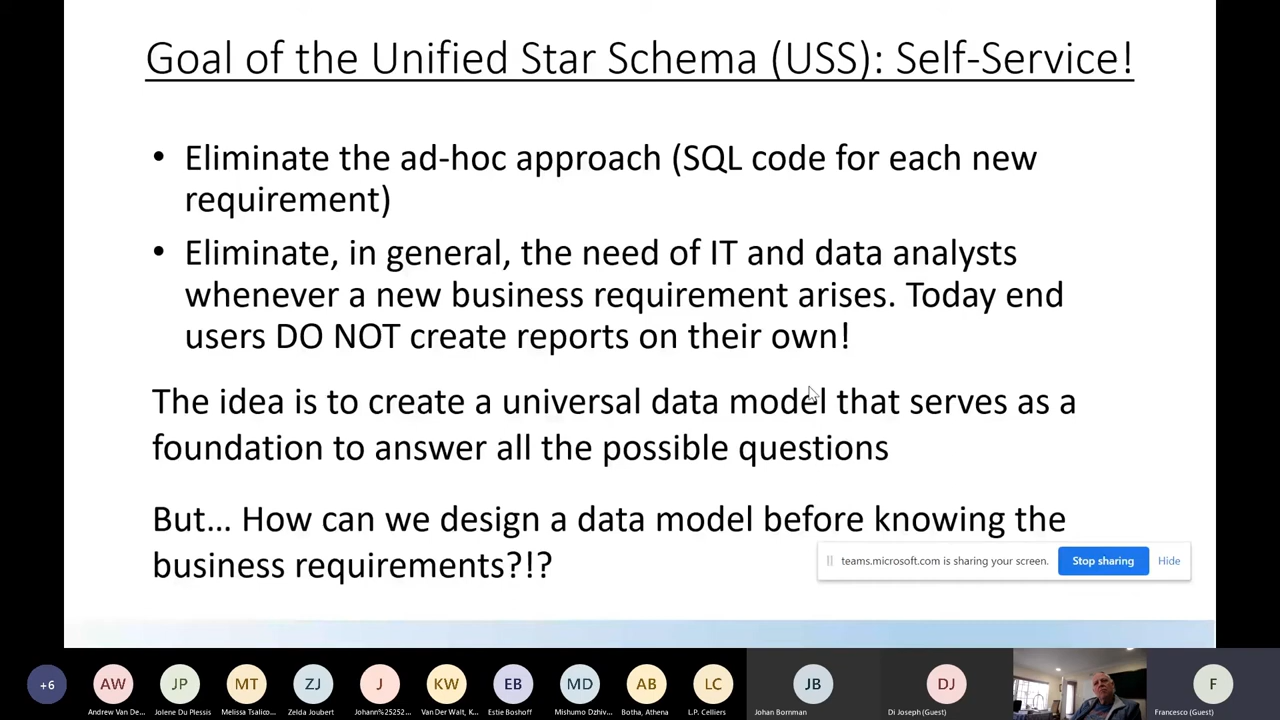 Goal of the Unified Star Schema (USS): Self-Service!
• Eliminate the ad-hoc approach (SQL code for each new
requirement)
• Eliminate, in general, the need of IT and data analysts
whenever a new business requirement arises. Today end
users DO NOT create reports on their own!
The idea is to create a universal data model that serves as a
foundation to answer all the possible questions
But... How can we design a data model before knowing the
business requirements?!?
teams.microsoft.com is sharing your screen.
Stop sharing
Hide
+6
AW
JP
MT
ZJ
J
KW
EB
MD
AB
LC
JB
DJ
F
Andrew Van De...
Jolene Du Plessis
Melissa Tsalico...
Zelda Joubert
Johann%25252...
Van Der Walt, K...
Estie Boshoff
Mishumo Dzhiv...
Botha, Athena
L.P. Celliers
Johan Bornman
Di Joseph (Guest)
Francesco (Guest)